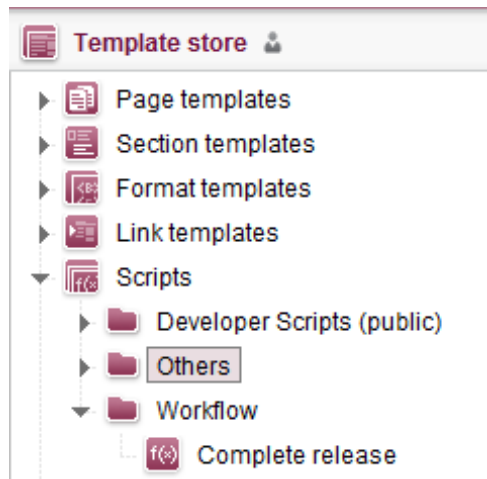 Template store
Page templates
Section templates
Format templates
Link templates
Scripts
Developer Scripts (public)
Others
Workflow
f(x) Complete release